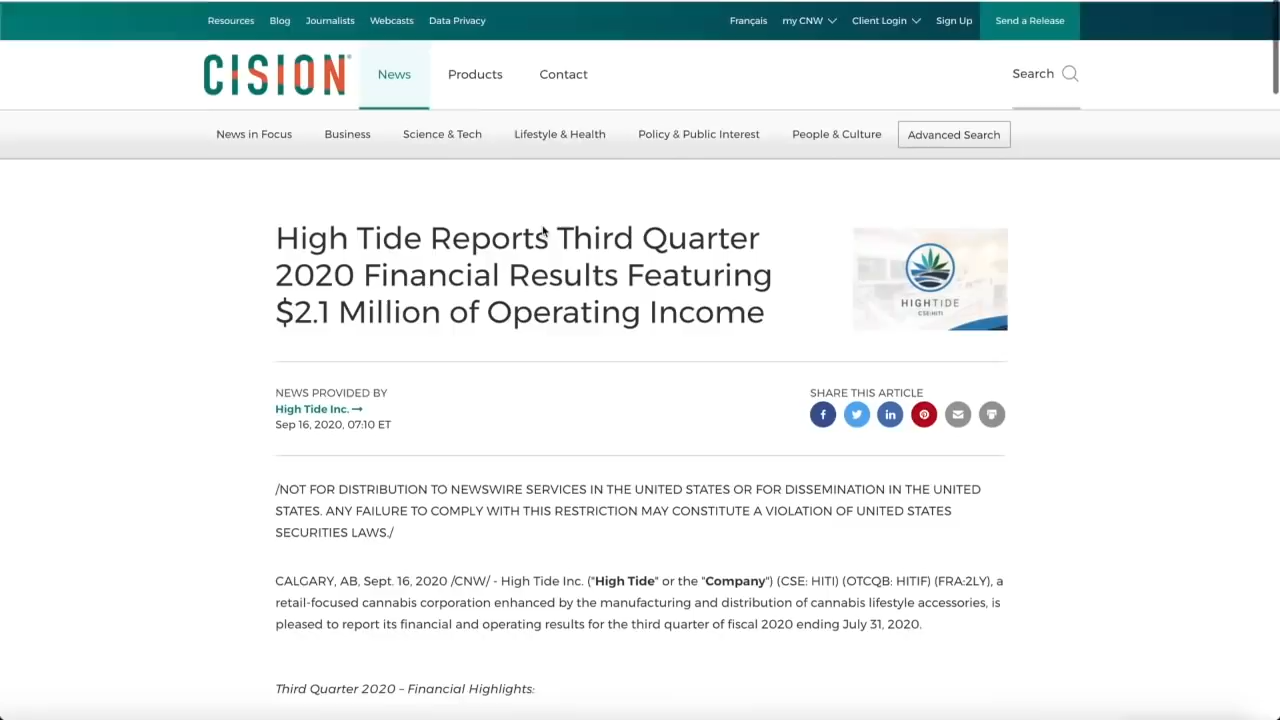 Resources Blog Journalists Webcasts Data Privacy Français my CNW Client Login Sign Up Send a Release
CISION News Products Contact Search
News in Focus Business Science & Tech Lifestyle & Health Policy & Public Interest People & Culture Advanced Search
High Tide Reports Third Quarter
2020 Financial Results Featuring
$2.1 Million of Operating Income
HIGHTIDE
CSE:HITI
NEWS PROVIDED BY
High Tide Inc.
Sep 16, 2020, 07:10 ET
SHARE THIS ARTICLE
/NOT FOR DISTRIBUTION TO NEWSWIRE SERVICES IN THE UNITED STATES OR FOR DISSEMINATION IN THE UNITED
STATES. ANY FAILURE TO COMPLY WITH THIS RESTRICTION MAY CONSTITUTE A VIOLATION OF UNITED STATES
SECURITIES LAWS./
CALGARY, AB, Sept. 16, 2020 /CNW/ - High Tide Inc. ("High Tide" or the "Company") (CSE: HITI) (OTCQB: HITIF) (FRA:2LY), a
retail-focused cannabis corporation enhanced by the manufacturing and distribution of cannabis lifestyle accessories, is
pleased to report its financial and operating results for the third quarter of fiscal 2020 ending July 31, 2020.
Third Quarter 2020 – Financial Highlights: